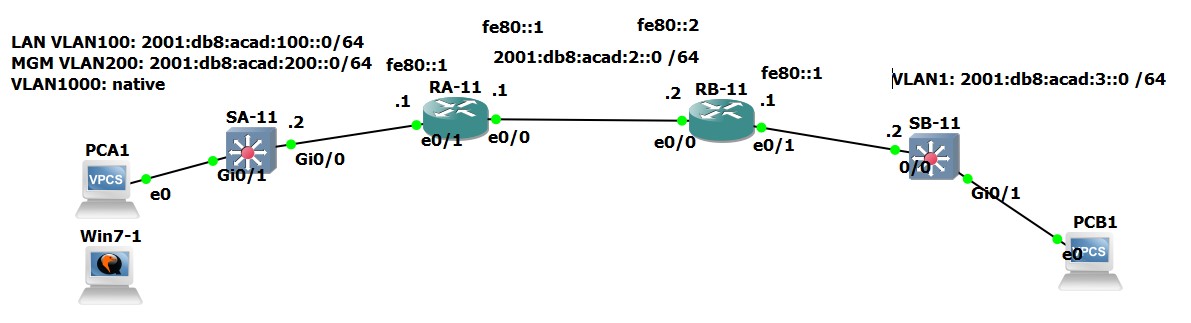 LAN VLAN100: 2001:db8:acad:100::0/64
MGM VLAN200: 2001:db8:acad:200::0/64
VLAN1000: native
fe80::1
fe80::1
fe80::2
2001:db8:acad:2::0 /64
fe80::1
VLAN1: 2001:db8:acad:3::0 /64
RA-11
.1
.1
e0/1
e0/0
RB-11
.2
.1
e0/0
e0/1
SA-11
.2
Gi0/0
Gi0/1
SB-11
.2
0/0
Gi0/1
PCA1
VPCS
e0
Win7-1
PCB1
VPCS
e0